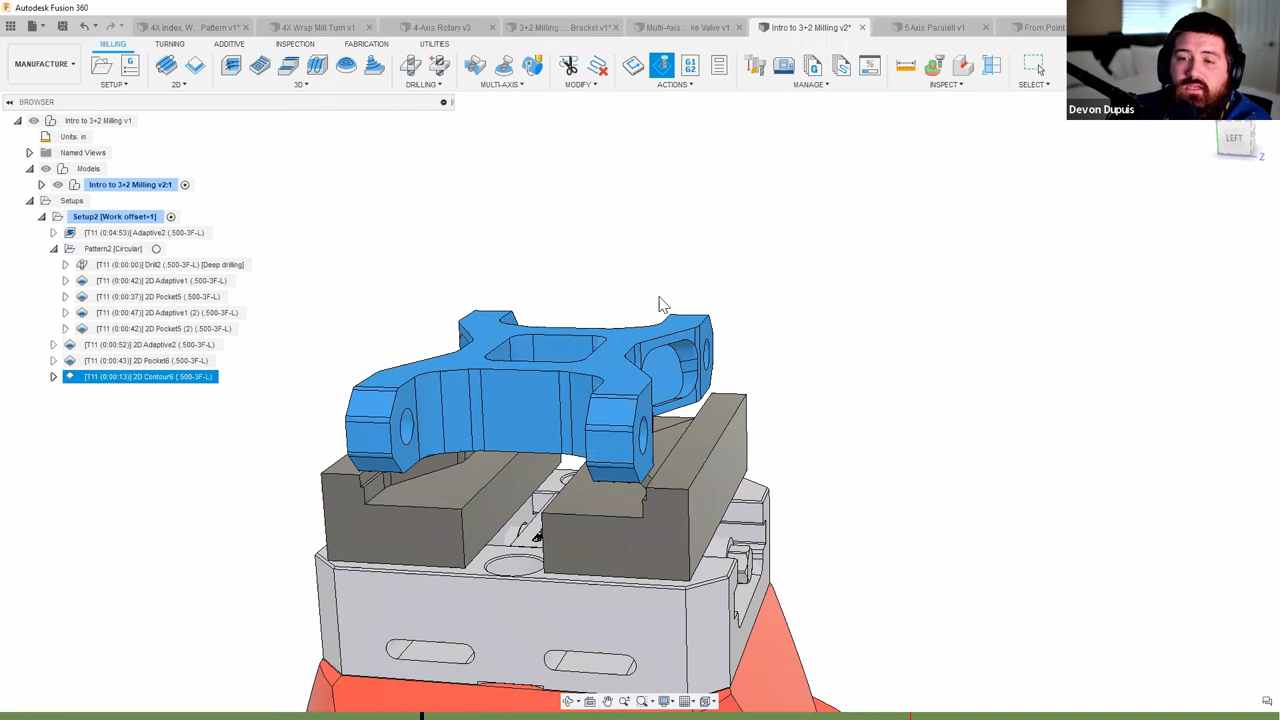 Autodesk Fusion 360
4X Index, W... Pattern v1*
4X Wrap Mill Turn v1
4-Axis Rotary v3
3+2 Milling ... Bracket v1*
Multi-Axis ... ke Valve v1
Intro to 3+2 Milling v2*
5 Axis Paralell v1
From Point
MILLING
TURNING
ADDITIVE
INSPECTION
FABRICATION
UTILITIES
MANUFACTURE
SETUP
2D
3D
DRILLING
MULTI-AXIS
MODIFY
ACTIONS
MANAGE
INSPECT
SELECT
G1
G2
Devon Dupuis
BROWSER
LEFT
Z
Intro to 3+2 Milling v1
Units: in
Named Views
Models
Intro to 3+2 Milling v2:1
Setups
Setup2 [Work offset=1]
[T11 (0:04:53)] Adaptive2 (.500-3F-L)
Pattern2 [Circular]
[T11 (0:00:00)] Drill2 (.500-3F-L) [Deep drilling]
[T11 (0:00:42)] 2D Adaptive1 (.500-3F-L)
[T11 (0:00:37)] 2D Pocket5 (.500-3F-L)
[T11 (0:00:47)] 2D Adaptive1 (2) (.500-3F-L)
[T11 (0:00:42)] 2D Pocket5 (2) (.500-3F-L)
[T11 (0:00:52)] 2D Adaptive2 (.500-3F-L)
[T11 (0:00:43)] 2D Pocket6 (.500-3F-L)
[T11 (0:00:13)] 2D Contour6 (.500-3F-L)